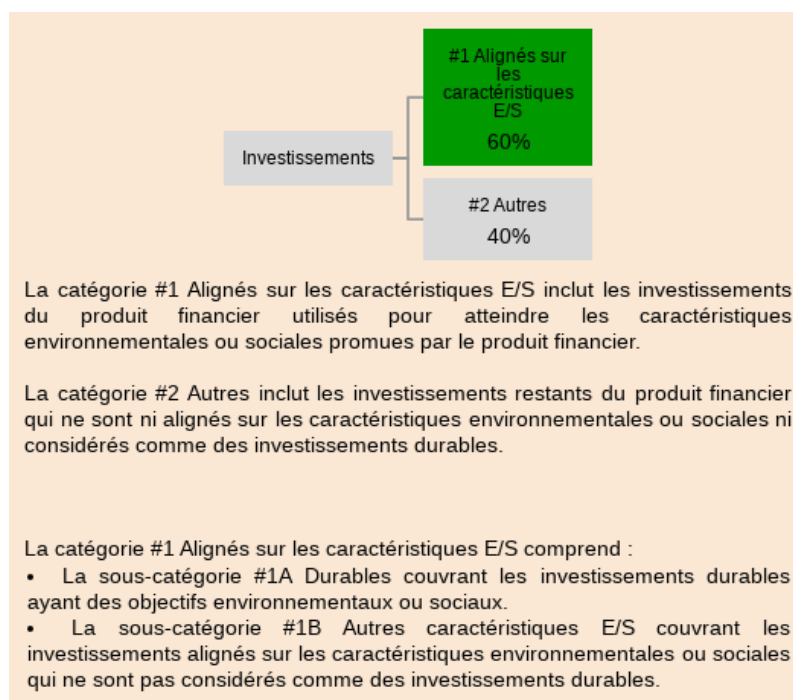 #1 Alignés sur
les
caractéristiques
E/S
60%
Investissements
#2 Autres
40%
La catégorie #1 Alignés sur les caractéristiques E/S inclut les investissements
du produit financier utilisés pour atteindre les caractéristiques
environnementales ou sociales promues par le produit financier.
La catégorie #2 Autres inclut les investissements restants du produit financier
qui ne sont ni alignés sur les caractéristiques environnementales ou sociales ni
considérés comme des investissements durables.
La catégorie #1 Alignés sur les caractéristiques E/S comprend :
• La sous-catégorie #1A Durables couvrant les investissements durables
ayant des objectifs environnementaux ou sociaux.
• La sous-catégorie #1B Autres caractéristiques E/S couvrant les
investissements alignés sur les caractéristiques environnementales ou sociales
qui ne sont pas considérés comme des investissements durables.